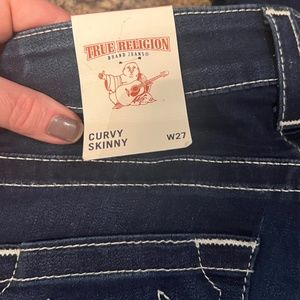 TRUE RELIGION
BRAND JEANS®
CURVY W27
SKINNY